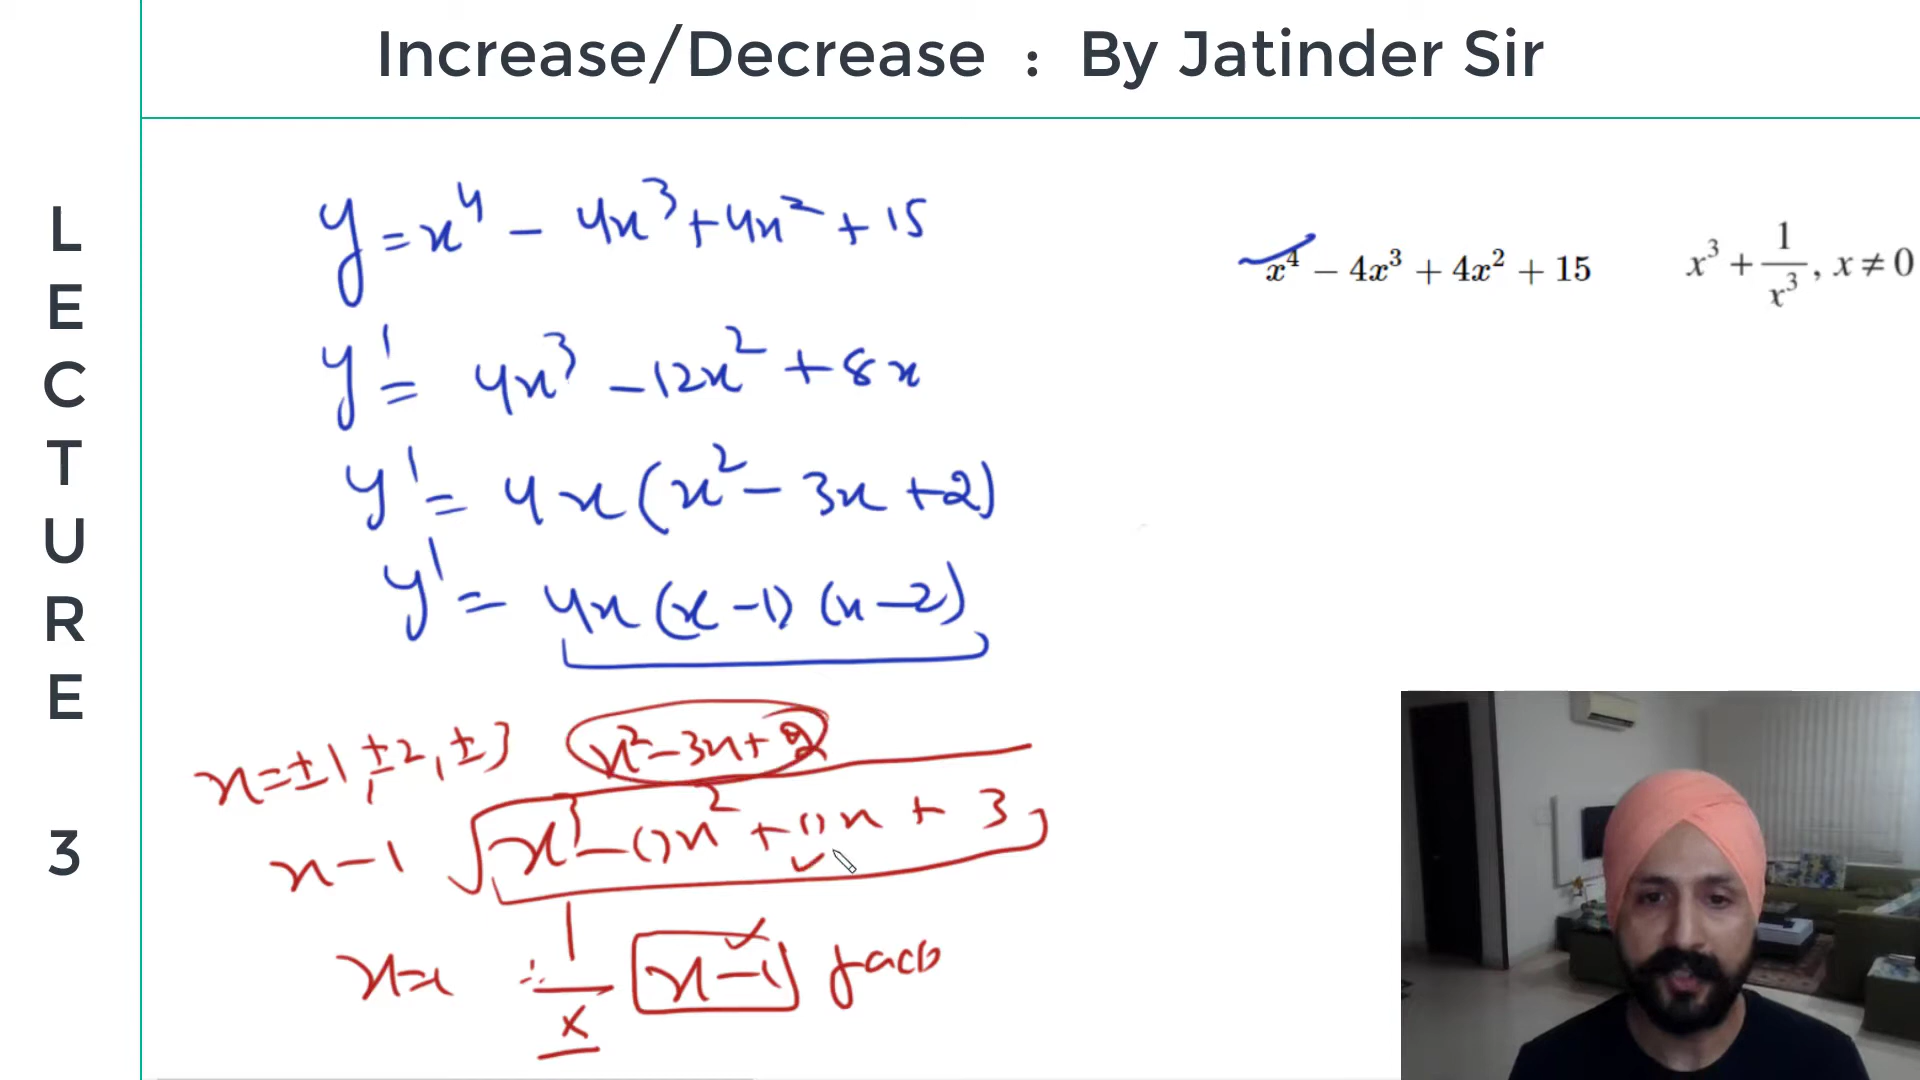 Increase/Decrease : By Jatinder Sir
LECTURE 3
y = x⁴ - 4x³ + 4x² + 15
x⁴ − 4x³ + 4x² + 15
x³ + 1/x³ , x ≠ 0
y' = 4x³ - 12x² + 8x
y' = 4x (x² - 3x + 2)
y' = 4x (x - 1) (x - 2)
x = ±1, ±2, ±3
x² - 3x + 2
x - 1 √ x³ - ()x² + ()x + 3
x - 1